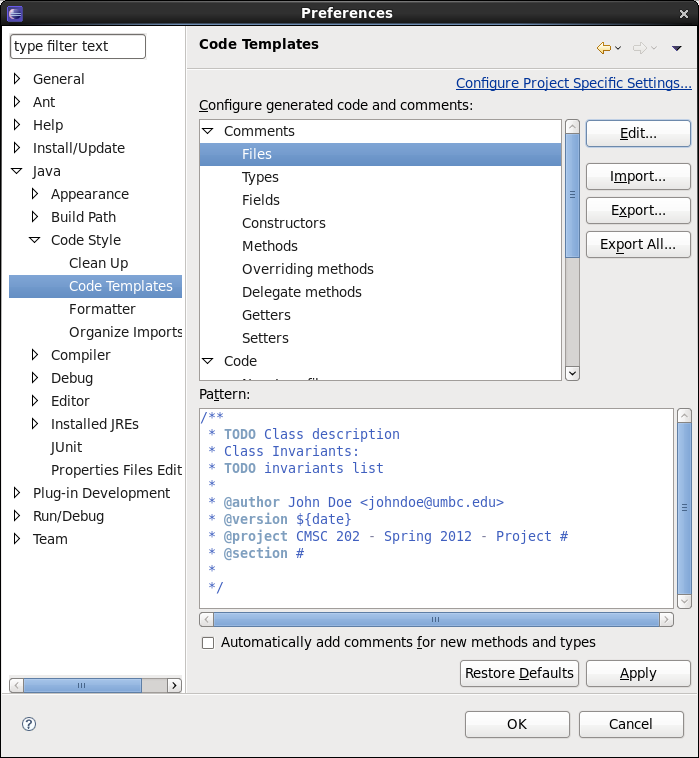 Preferences
type filter text
General
Ant
Help
Install/Update
Java
Appearance
Build Path
Code Style
Clean Up
Code Templates
Formatter
Organize Imports
Compiler
Debug
Editor
Installed JREs
JUnit
Properties Files Edit
Plug-in Development
Run/Debug
Team
Code Templates
Configure Project Specific Settings...
Configure generated code and comments:
Comments
Files
Types
Fields
Constructors
Methods
Overriding methods
Delegate methods
Getters
Setters
Code
Edit...
Import...
Export...
Export All...
Pattern:
/**
* TODO Class description
* Class Invariants:
* TODO invariants list
*
* @author John Doe <johndoe@umbc.edu>
* @version ${date}
* @project CMSC 202 - Spring 2012 - Project #
* @section #
*
*/
Automatically add comments for new methods and types
Restore Defaults
Apply
?
OK
Cancel